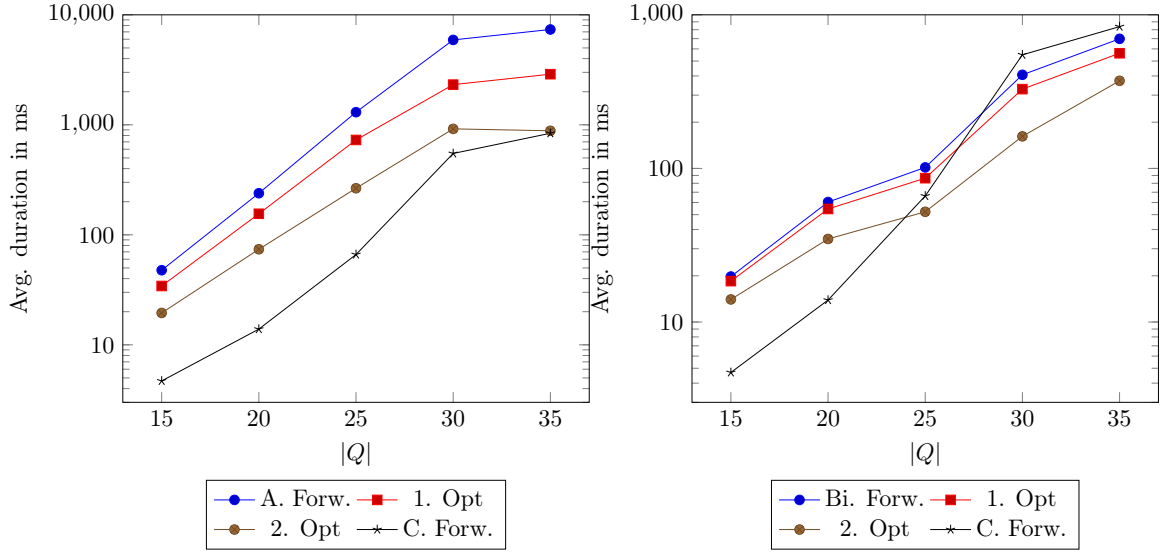 10,000
1,000
100
10
Avg. duration in ms
15 20 25 30 35
|Q|
A. Forw. 1. Opt
2. Opt C. Forw.
1,000
100
10
Avg. duration in ms
15 20 25 30 35
|Q|
Bi. Forw. 1. Opt
2. Opt C. Forw.